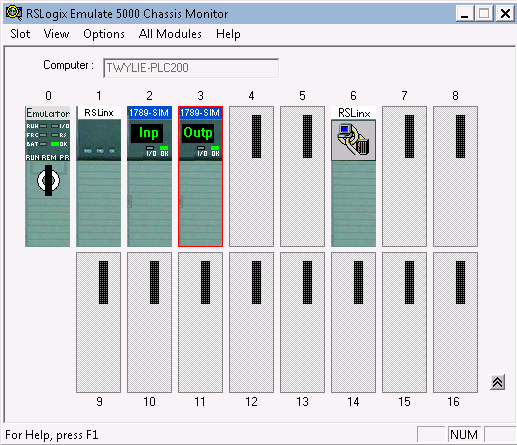 RSLogix Emulate 5000 Chassis Monitor
Slot View Options All Modules Help
Computer : TWYLIE-PLC200
0 1 2 3 4 5 6 7 8
Emulator RSLinx 1789-SIM 1789-SIM RSLinx
RUN I/O
FRC RS
BAT OK
Inp Outp
I/O OK I/O OK
RUN REM PR
9 10 11 12 13 14 15 16
For Help, press F1 NUM